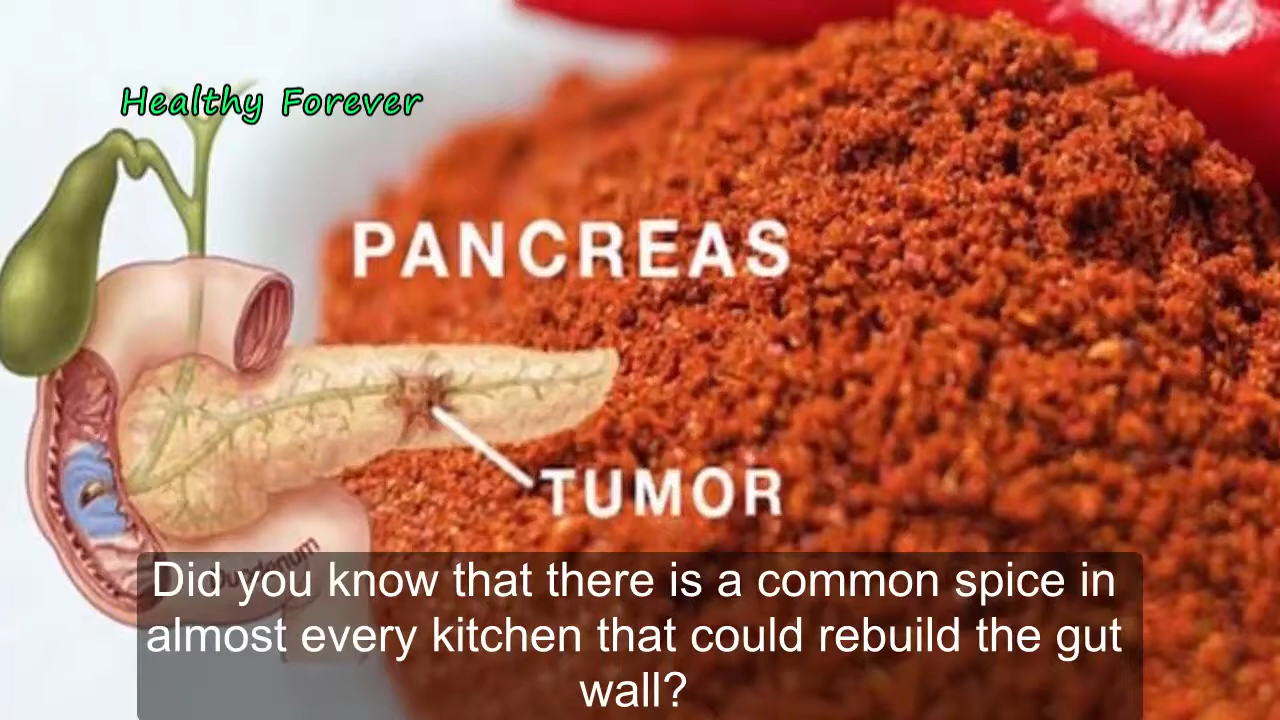 Healthy Forever
PANCREAS
TUMOR
Duodenum
Did you know that there is a common spice in
almost every kitchen that could rebuild the gut
wall?